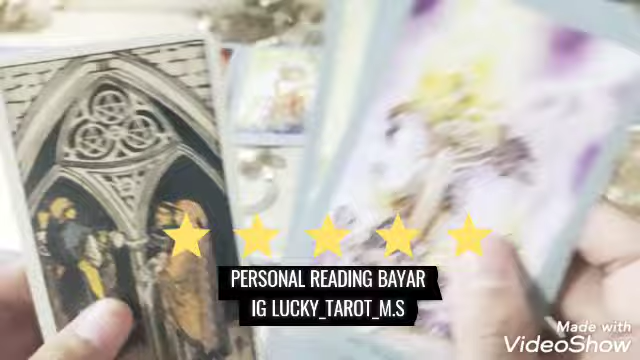 PERSONAL READING BAYAR
IG LUCKY_TAROT_M.S
Made with
VideoShow